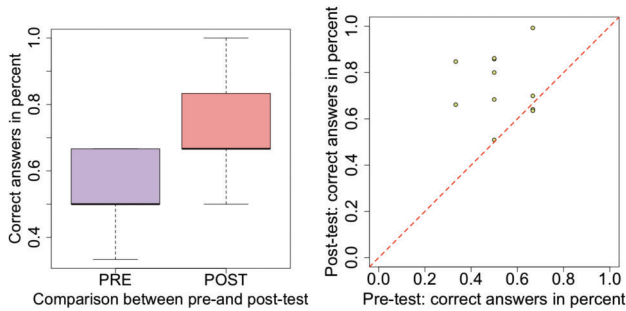 Correct answers in percent
1.0
0.8
0.6
0.4
PRE POST
Comparison between pre-and post-test
Post-test: correct answers in percent
1.0
0.8
0.6
0.4
0.2
0.0
0.0 0.2 0.4 0.6 0.8 1.0
Pre-test: correct answers in percent